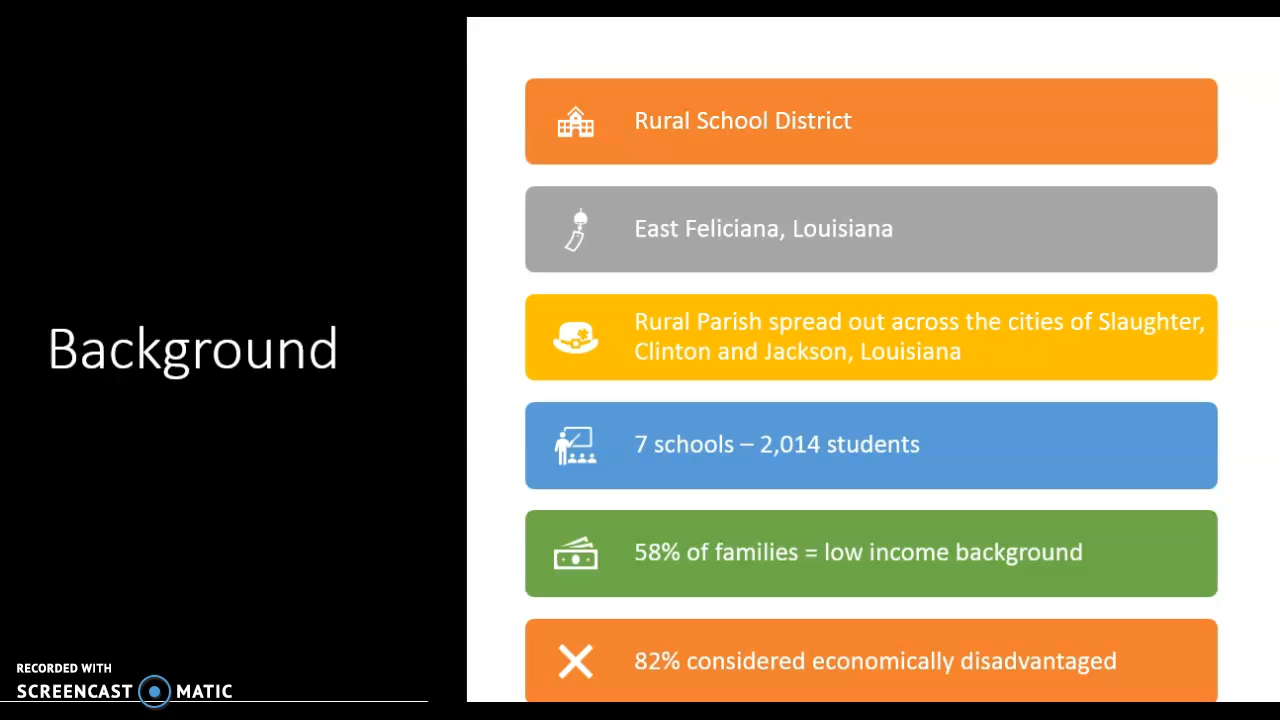 Background
Rural School District
East Feliciana, Louisiana
Rural Parish spread out across the cities of Slaughter,
Clinton and Jackson, Louisiana
7 schools – 2,014 students
58% of families = low income background
82% considered economically disadvantaged
RECORDED WITH
SCREENCAST MATIC